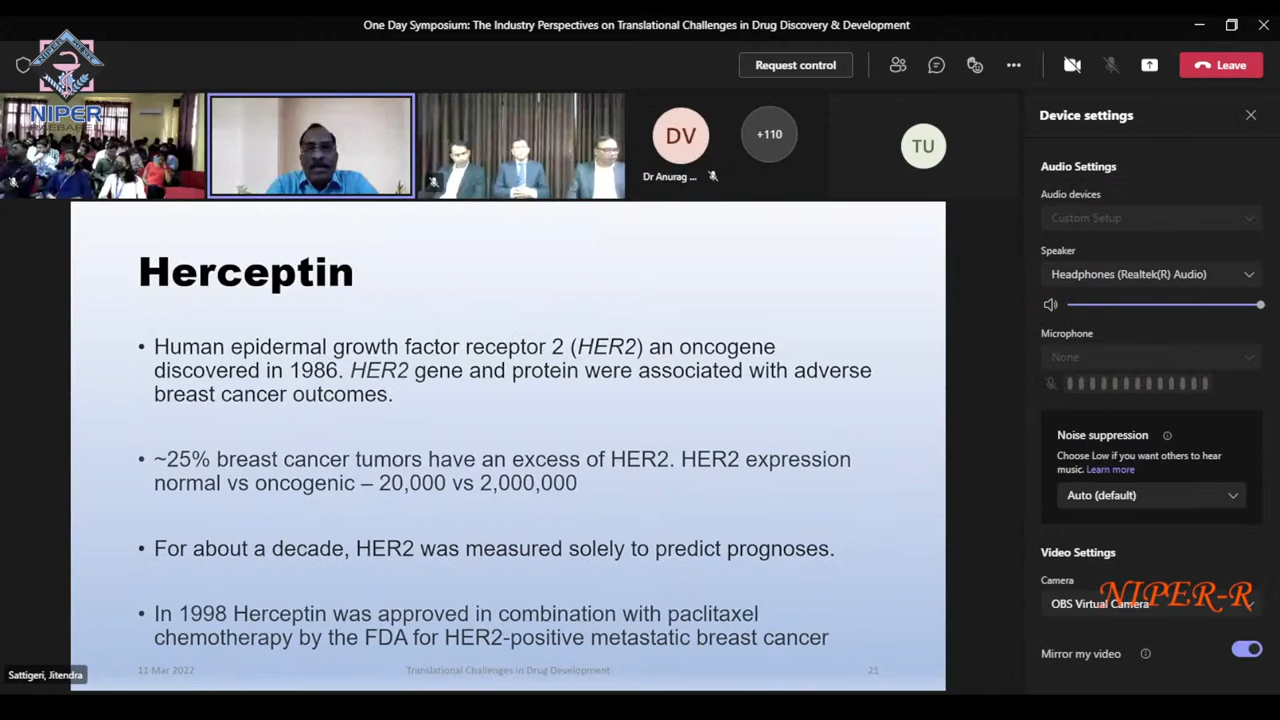 One Day Symposium: The Industry Perspectives on Translational Challenges in Drug Discovery & Development
Request control
Leave
NIPER
DV
+110
TU
Dr Anurag ...
Device settings
Audio Settings
Audio devices
Custom Setup
Speaker
Headphones (Realtek(R) Audio)
Microphone
None
Noise suppression
Choose Low if you want others to hear
music. Learn more
Auto (default)
Video Settings
Camera
OBS Virtual Camera
NIPER-R
Mirror my video
Herceptin
• Human epidermal growth factor receptor 2 (HER2) an oncogene
discovered in 1986. HER2 gene and protein were associated with adverse
breast cancer outcomes.
• ~25% breast cancer tumors have an excess of HER2. HER2 expression
normal vs oncogenic – 20,000 vs 2,000,000
• For about a decade, HER2 was measured solely to predict prognoses.
• In 1998 Herceptin was approved in combination with paclitaxel
chemotherapy by the FDA for HER2-positive metastatic breast cancer
11 Mar 2022
Translational Challenges in Drug Development
21
Sattigeri, Jitendra